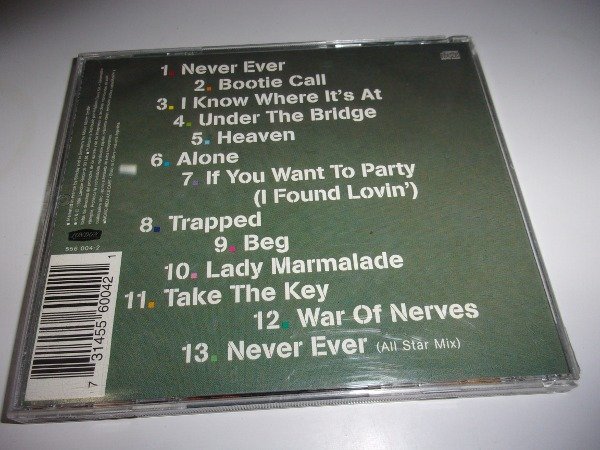 1. Never Ever
2. Bootie Call
3. I Know Where It's At
4. Under The Bridge
5. Heaven
6. Alone
7. If You Want To Party
(I Found Lovin')
8. Trapped
9. Beg
10. Lady Marmalade
11. Take The Key
12. War Of Nerves
13. Never Ever (All Star Mix)
LONDON
556 004-2
7 31455 60042 1